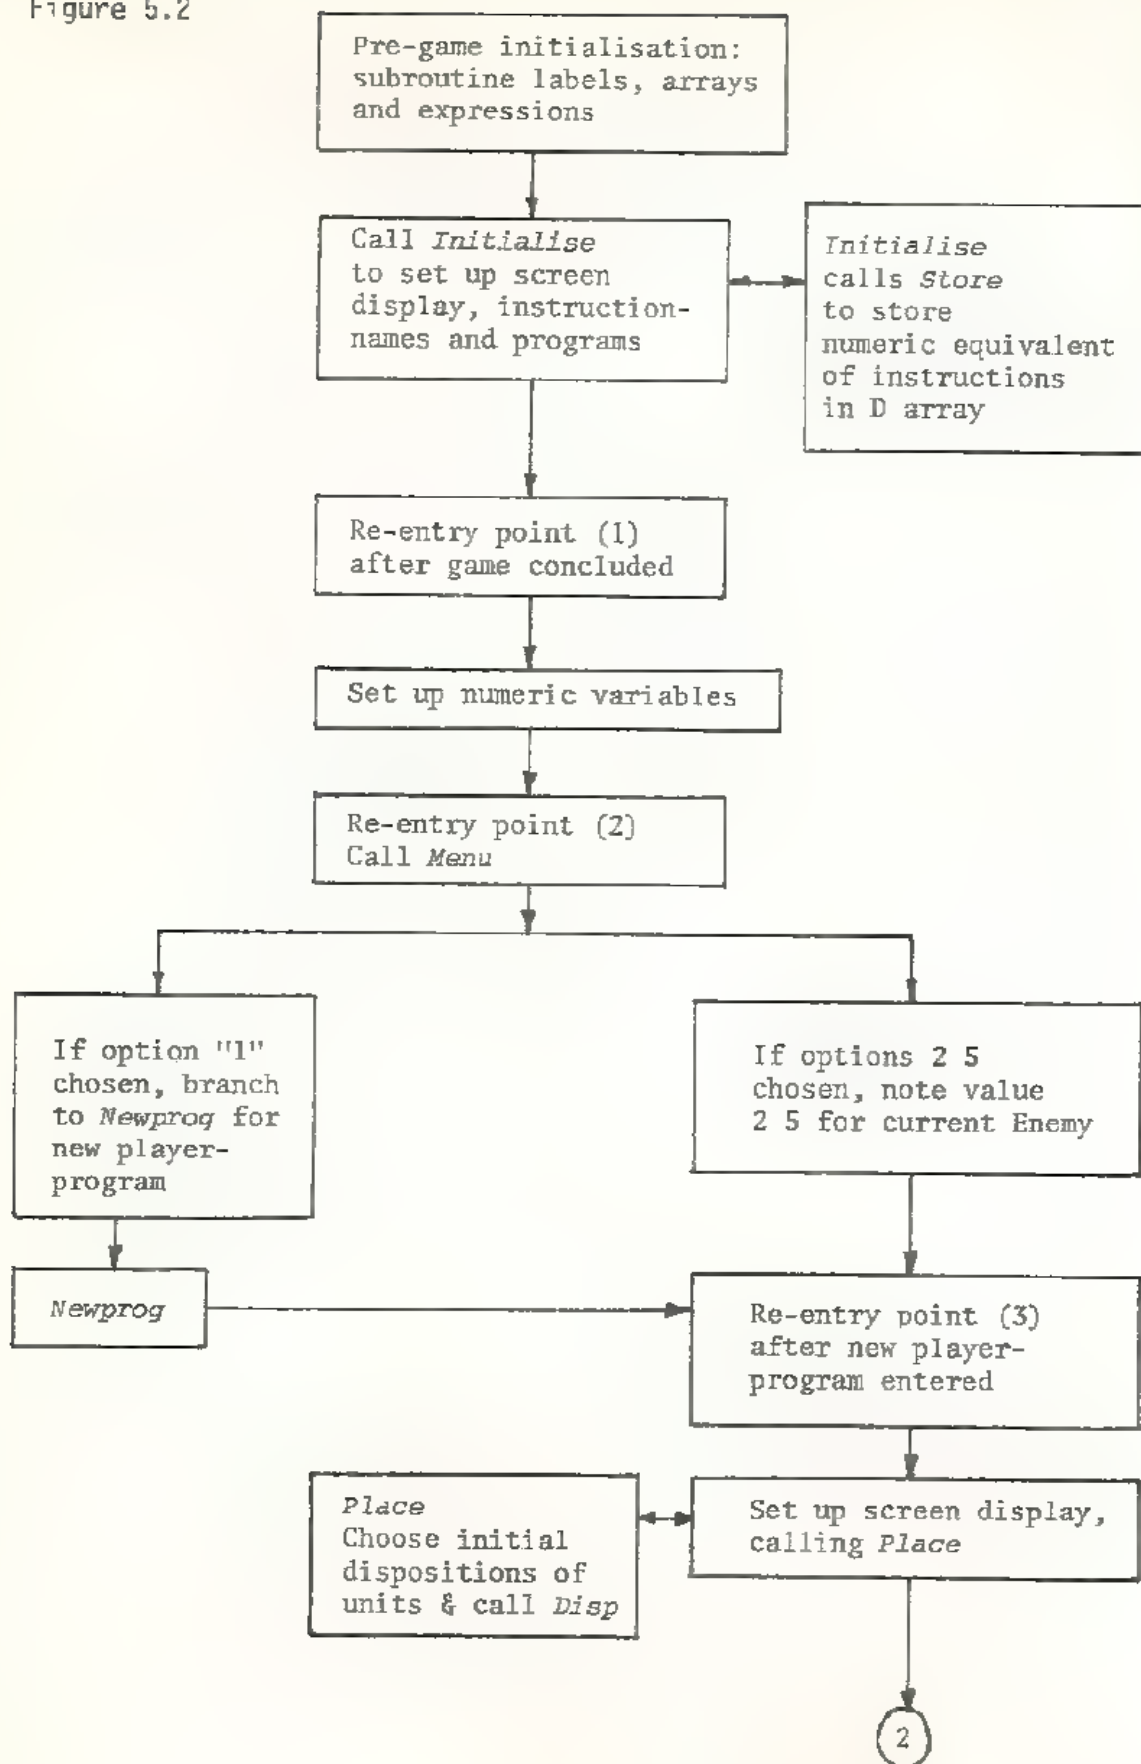 Figure 5.2
Pre-game initialisation:
subroutine labels, arrays
and expressions
Call Initialise
to set up screen
display, instruction-
names and programs
Initialise
calls Store
to store
numeric equivalent
of instructions
in D array
Re-entry point (1)
after game concluded
Set up numeric variables
Re-entry point (2)
Call Menu
If option "1"
chosen, branch
to Newprog for
new player-
program
If options 2 5
chosen, note value
2 5 for current Enemy
Newprog
Re-entry point (3)
after new player-
program entered
Place
Choose initial
dispositions of
units & call Disp
Set up screen display,
calling Place
2